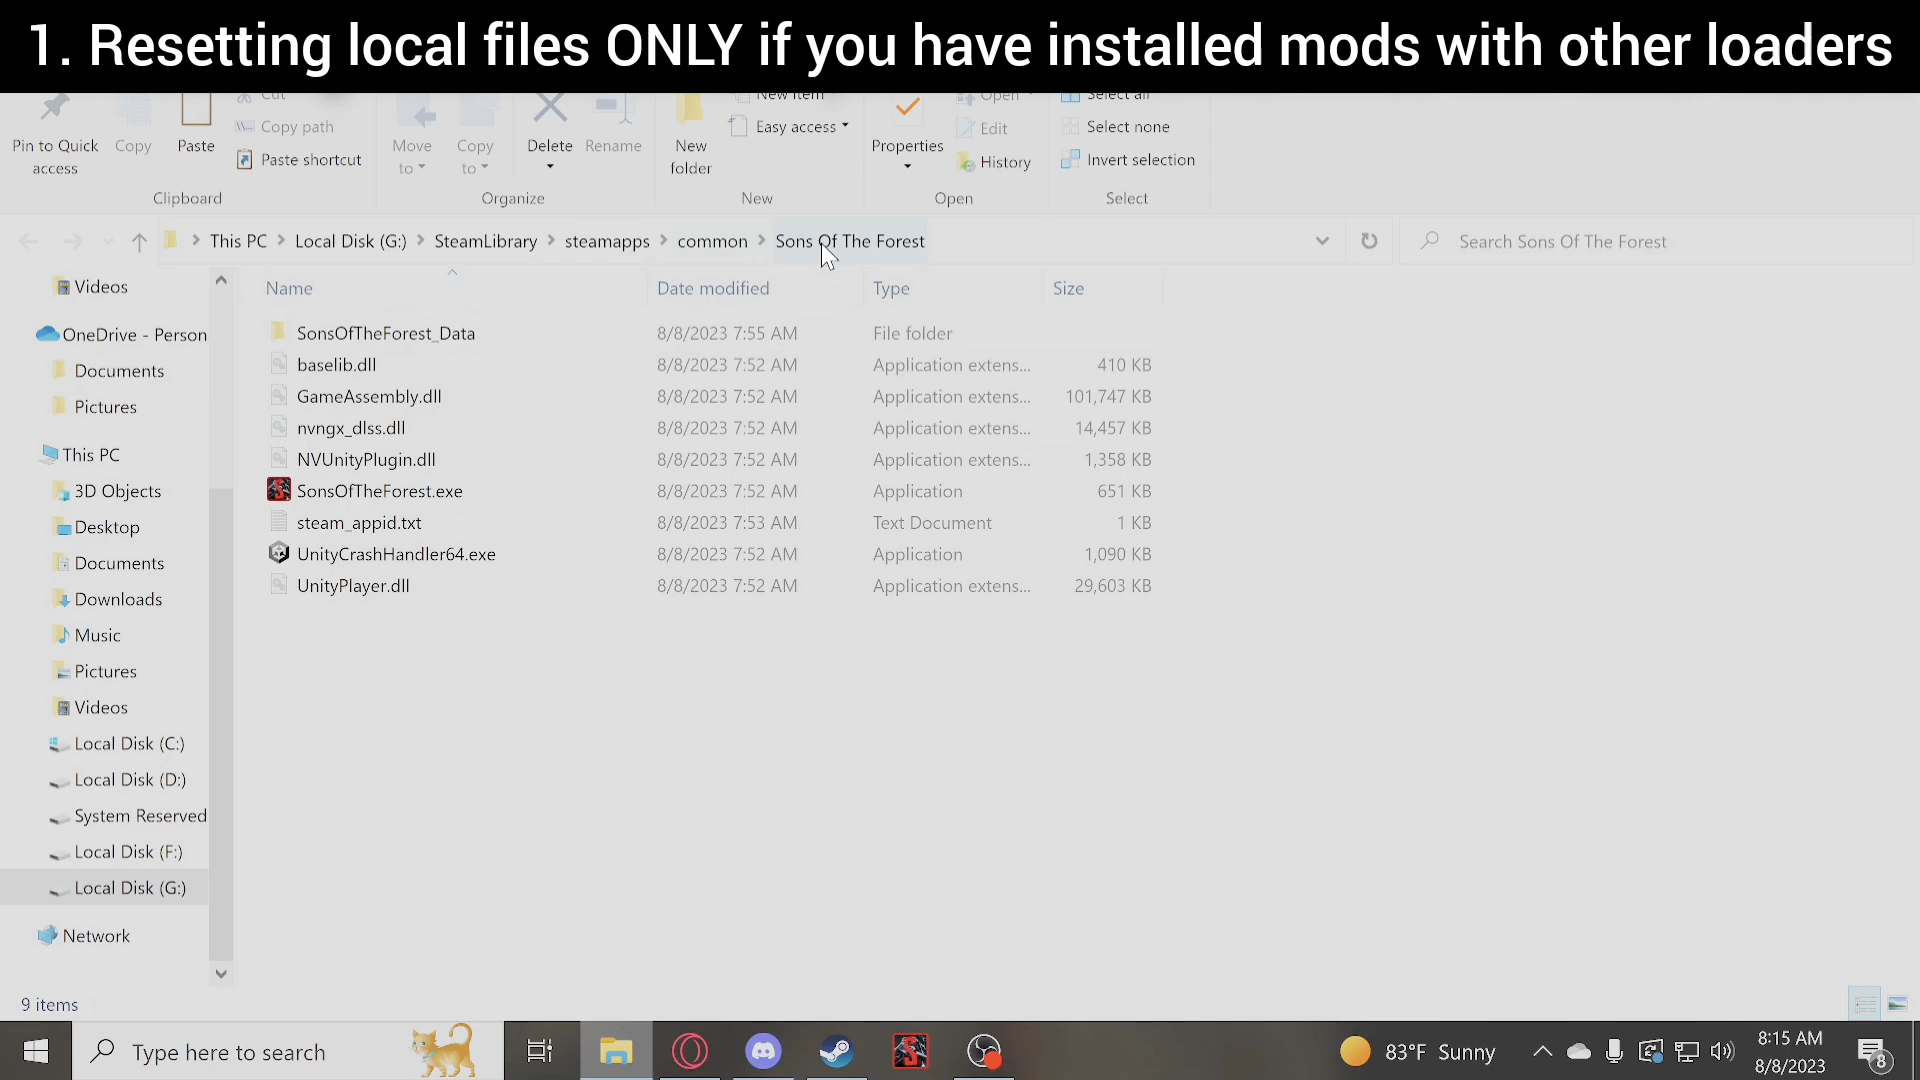 1. Resetting local files ONLY if you have installed mods with other loaders
Cut
New item
Open
Select all
Copy path
Easy access
Edit
Select none
Pin to Quick access
Copy
Paste
Paste shortcut
Move to
Copy to
Delete
Rename
New folder
Properties
History
Invert selection
Clipboard
Organize
New
Open
Select
This PC > Local Disk (G:) > SteamLibrary > steamapps > common > Sons Of The Forest
Search Sons Of The Forest
Videos
OneDrive - Person
Documents
Pictures
This PC
3D Objects
Desktop
Documents
Downloads
Music
Pictures
Videos
Local Disk (C:)
Local Disk (D:)
System Reserved
Local Disk (F:)
Local Disk (G:)
Network
Name Date modified Type Size
SonsOfTheForest_Data 8/8/2023 7:55 AM File folder
baselib.dll 8/8/2023 7:52 AM Application extens... 410 KB
GameAssembly.dll 8/8/2023 7:52 AM Application extens... 101,747 KB
nvngx_dlss.dll 8/8/2023 7:52 AM Application extens... 14,457 KB
NVUnityPlugin.dll 8/8/2023 7:52 AM Application extens... 1,358 KB
SonsOfTheForest.exe 8/8/2023 7:52 AM Application 651 KB
steam_appid.txt 8/8/2023 7:53 AM Text Document 1 KB
UnityCrashHandler64.exe 8/8/2023 7:52 AM Application 1,090 KB
UnityPlayer.dll 8/8/2023 7:52 AM Application extens... 29,603 KB
9 items
Type here to search
83°F Sunny
8:15 AM
8/8/2023
8